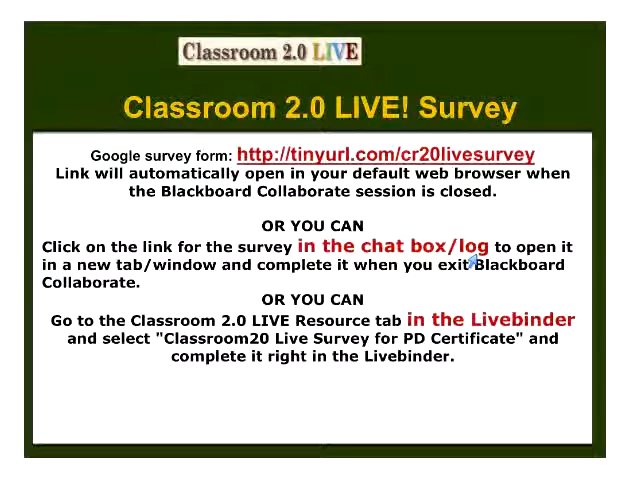 Classroom 2.0 LIVE
Classroom 2.0 LIVE! Survey
Google survey form: http://tinyurl.com/cr20livesurvey
Link will automatically open in your default web browser when
the Blackboard Collaborate session is closed.
OR YOU CAN
Click on the link for the survey in the chat box/log to open it
in a new tab/window and complete it when you exit Blackboard
Collaborate.
OR YOU CAN
Go to the Classroom 2.0 LIVE Resource tab in the Livebinder
and select "Classroom20 Live Survey for PD Certificate" and
complete it right in the Livebinder.